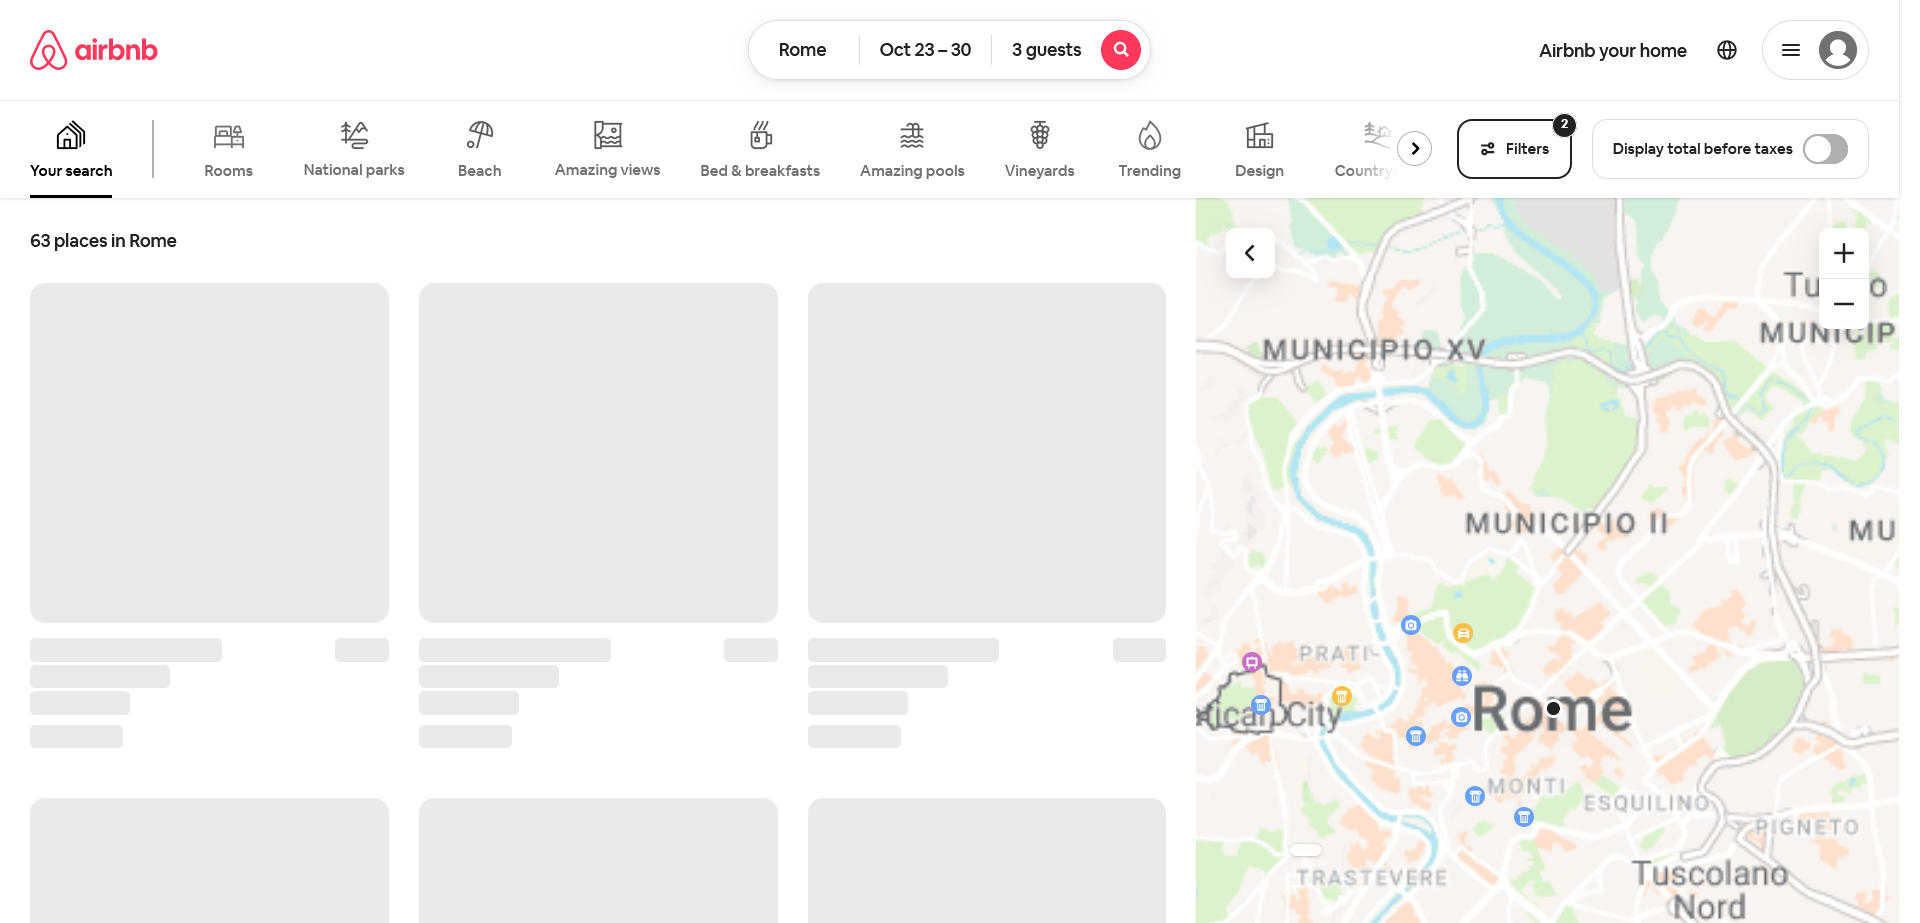 airbnb
Rome
Oct 23 – 30
3 guests
Airbnb your home
Your search
Rooms
National parks
Beach
Amazing views
Bed & breakfasts
Amazing pools
Vineyards
Trending
Design
Country
2
Filters
Display total before taxes
63 places in Rome
MUNICIPIO XV
MUNICIP
MUNICIPIO II
MU
PRATI
City
Rome
MONTI
ESQUILINO
PIGNETO
TRASTEVERE
Tuscolano
Nord